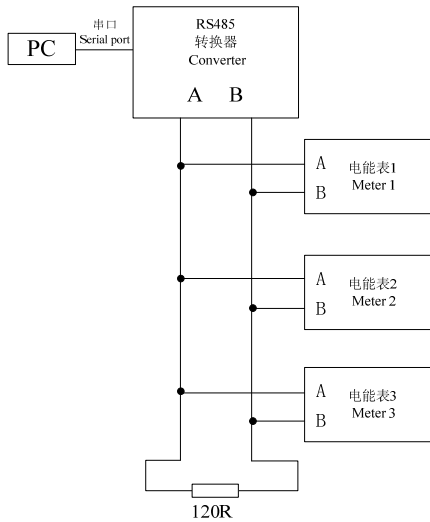 串口
Serial port
PC
RS485
转换器
Converter
A B
A
电能表1
Meter 1
B
A
电能表2
Meter 2
B
A
电能表3
Meter 3
B
120R